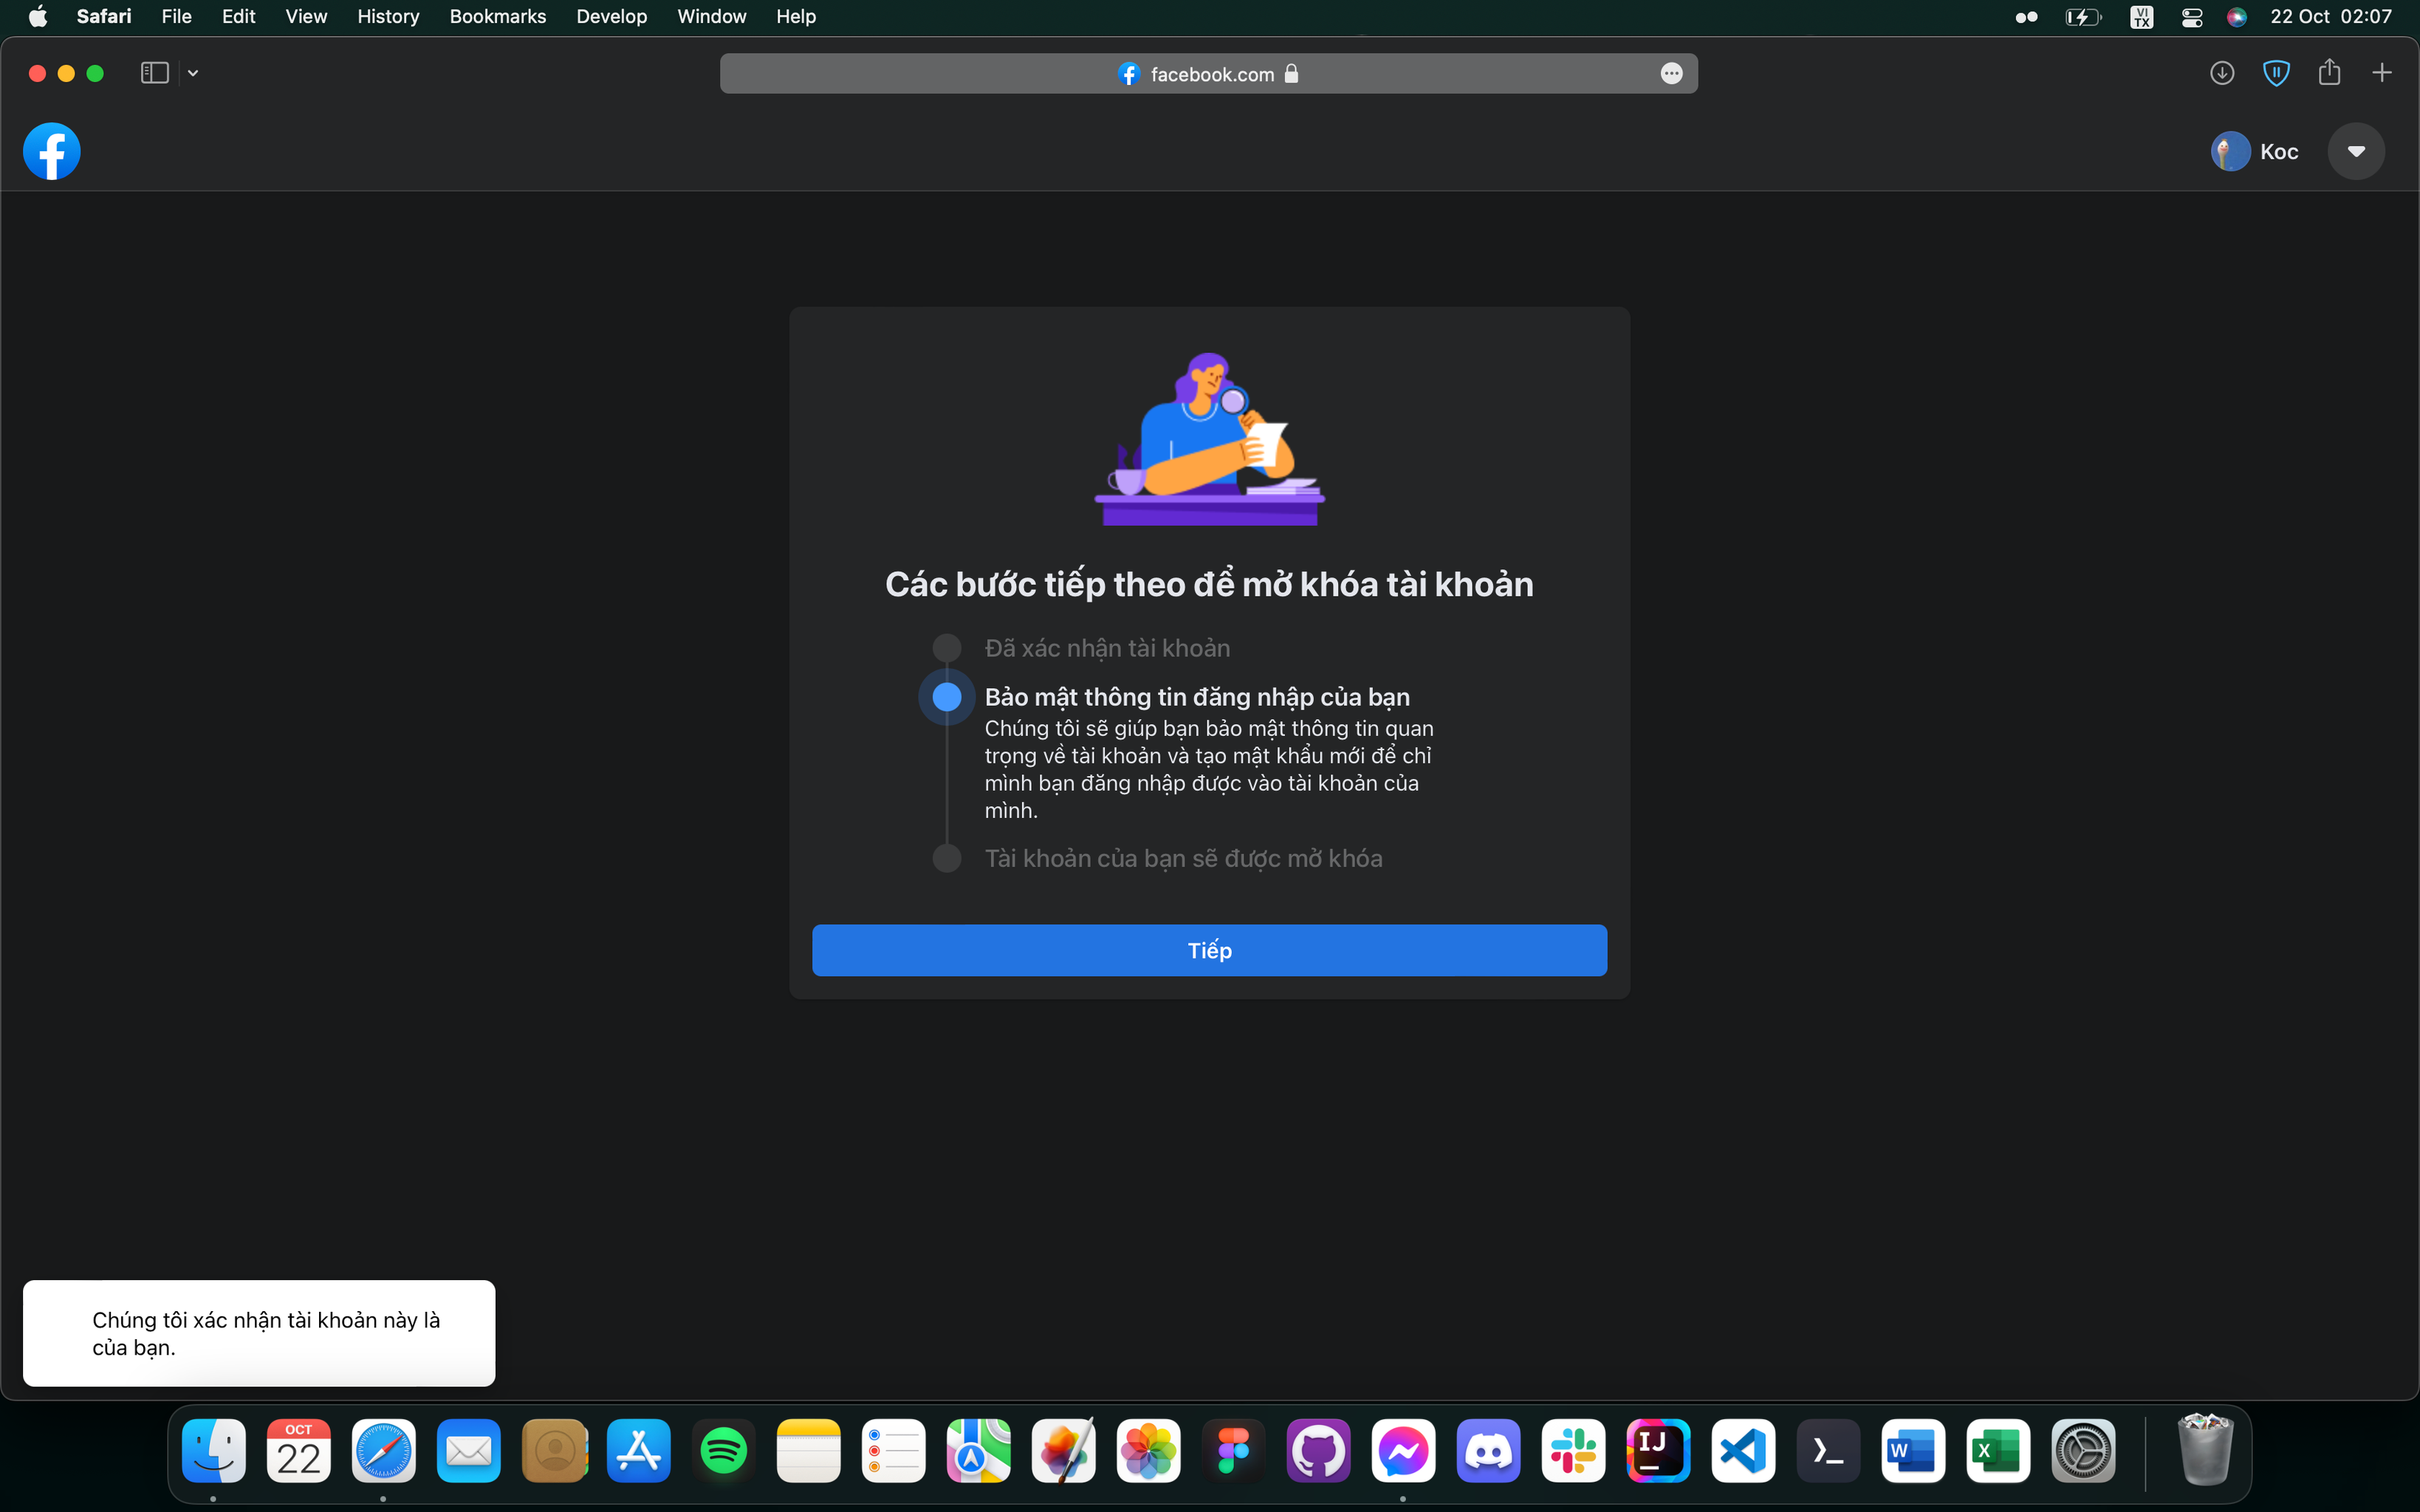 Safari File Edit View History Bookmarks Develop Window Help
VI
TX
22 Oct 02:07
facebook.com
Koc
Các bước tiếp theo để mở khóa tài khoản
Đã xác nhận tài khoản
Bảo mật thông tin đăng nhập của bạn
Chúng tôi sẽ giúp bạn bảo mật thông tin quan
trọng về tài khoản và tạo mật khẩu mới để chỉ
mình bạn đăng nhập được vào tài khoản của
mình.
Tài khoản của bạn sẽ được mở khóa
Tiếp
Chúng tôi xác nhận tài khoản này là
của bạn.
OCT
22
IJ
W
X